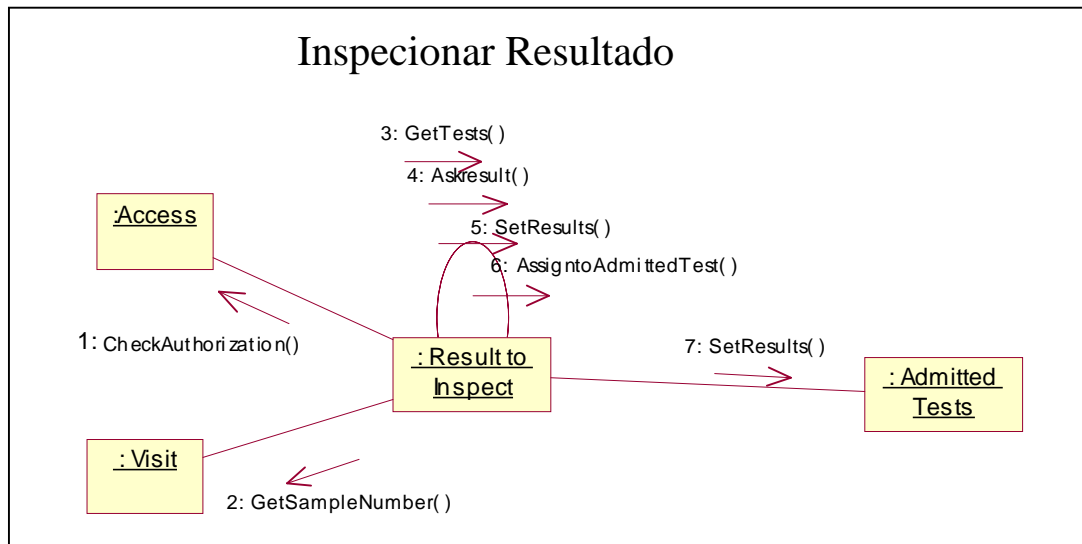 Inspecionar Resultado
3: GetTests( )
4: Askresult( )
:Access
5: SetResults( )
6: AssigntoAdmittedTest( )
1: CheckAuthorization()
: Result to
Inspect
7: SetResults( )
: Admitted
Tests
: Visit
2: GetSampleNumber( )